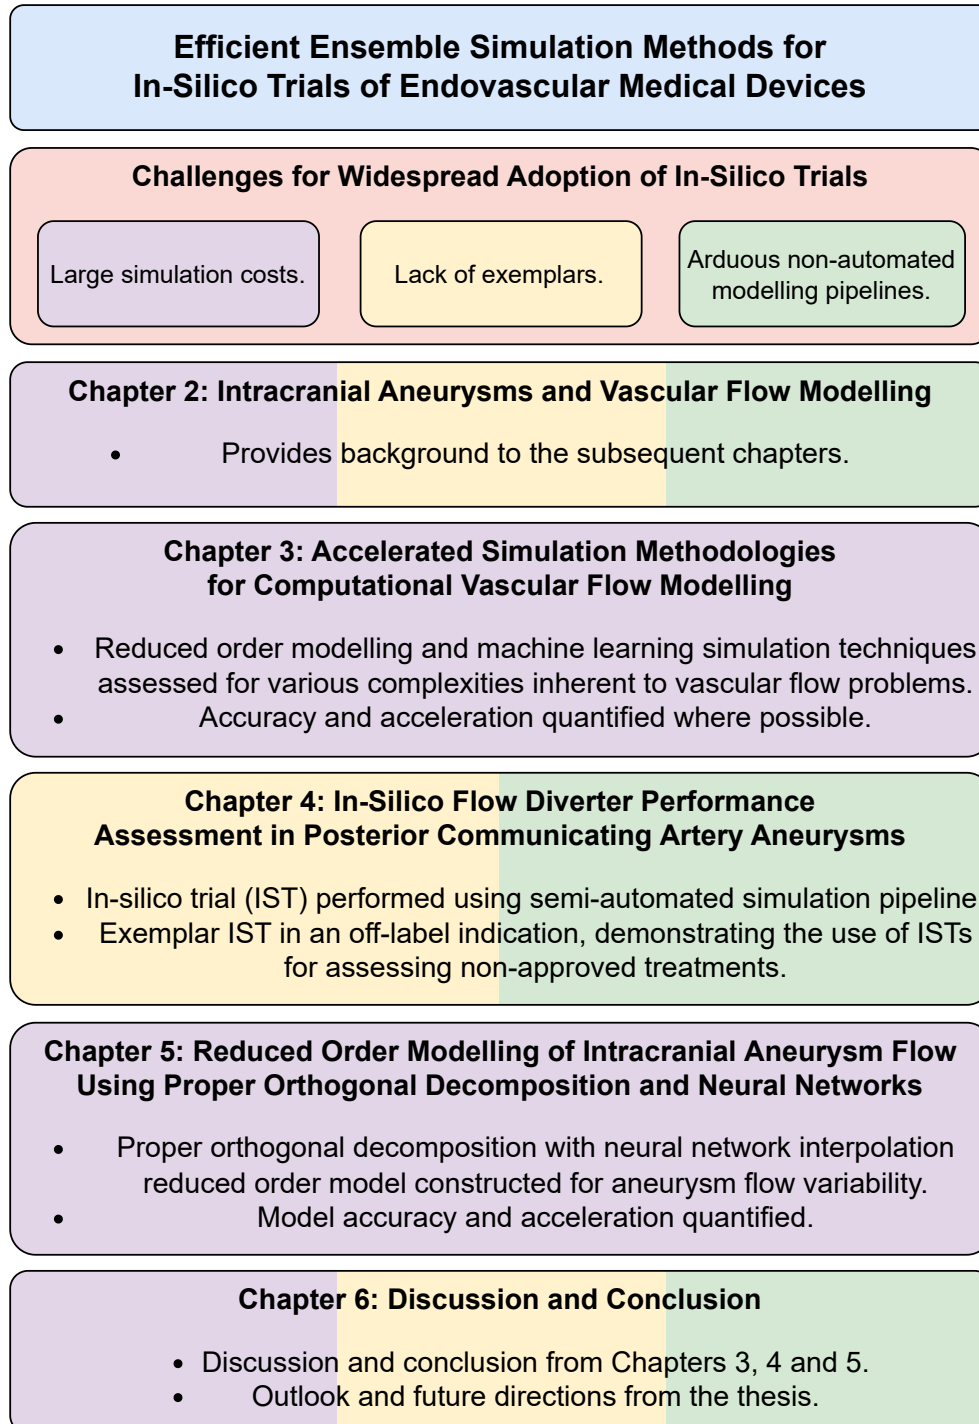 Efficient Ensemble Simulation Methods for
In-Silico Trials of Endovascular Medical Devices
Challenges for Widespread Adoption of In-Silico Trials
Large simulation costs.
Lack of exemplars.
Arduous non-automated
modelling pipelines.
Chapter 2: Intracranial Aneurysms and Vascular Flow Modelling
• Provides background to the subsequent chapters.
Chapter 3: Accelerated Simulation Methodologies
for Computational Vascular Flow Modelling
• Reduced order modelling and machine learning simulation techniques
assessed for various complexities inherent to vascular flow problems.
• Accuracy and acceleration quantified where possible.
Chapter 4: In-Silico Flow Diverter Performance
Assessment in Posterior Communicating Artery Aneurysms
• In-silico trial (IST) performed using semi-automated simulation pipeline
• Exemplar IST in an off-label indication, demonstrating the use of ISTs
for assessing non-approved treatments.
Chapter 5: Reduced Order Modelling of Intracranial Aneurysm Flow
Using Proper Orthogonal Decomposition and Neural Networks
• Proper orthogonal decomposition with neural network interpolation
reduced order model constructed for aneurysm flow variability.
• Model accuracy and acceleration quantified.
Chapter 6: Discussion and Conclusion
• Discussion and conclusion from Chapters 3, 4 and 5.
• Outlook and future directions from the thesis.